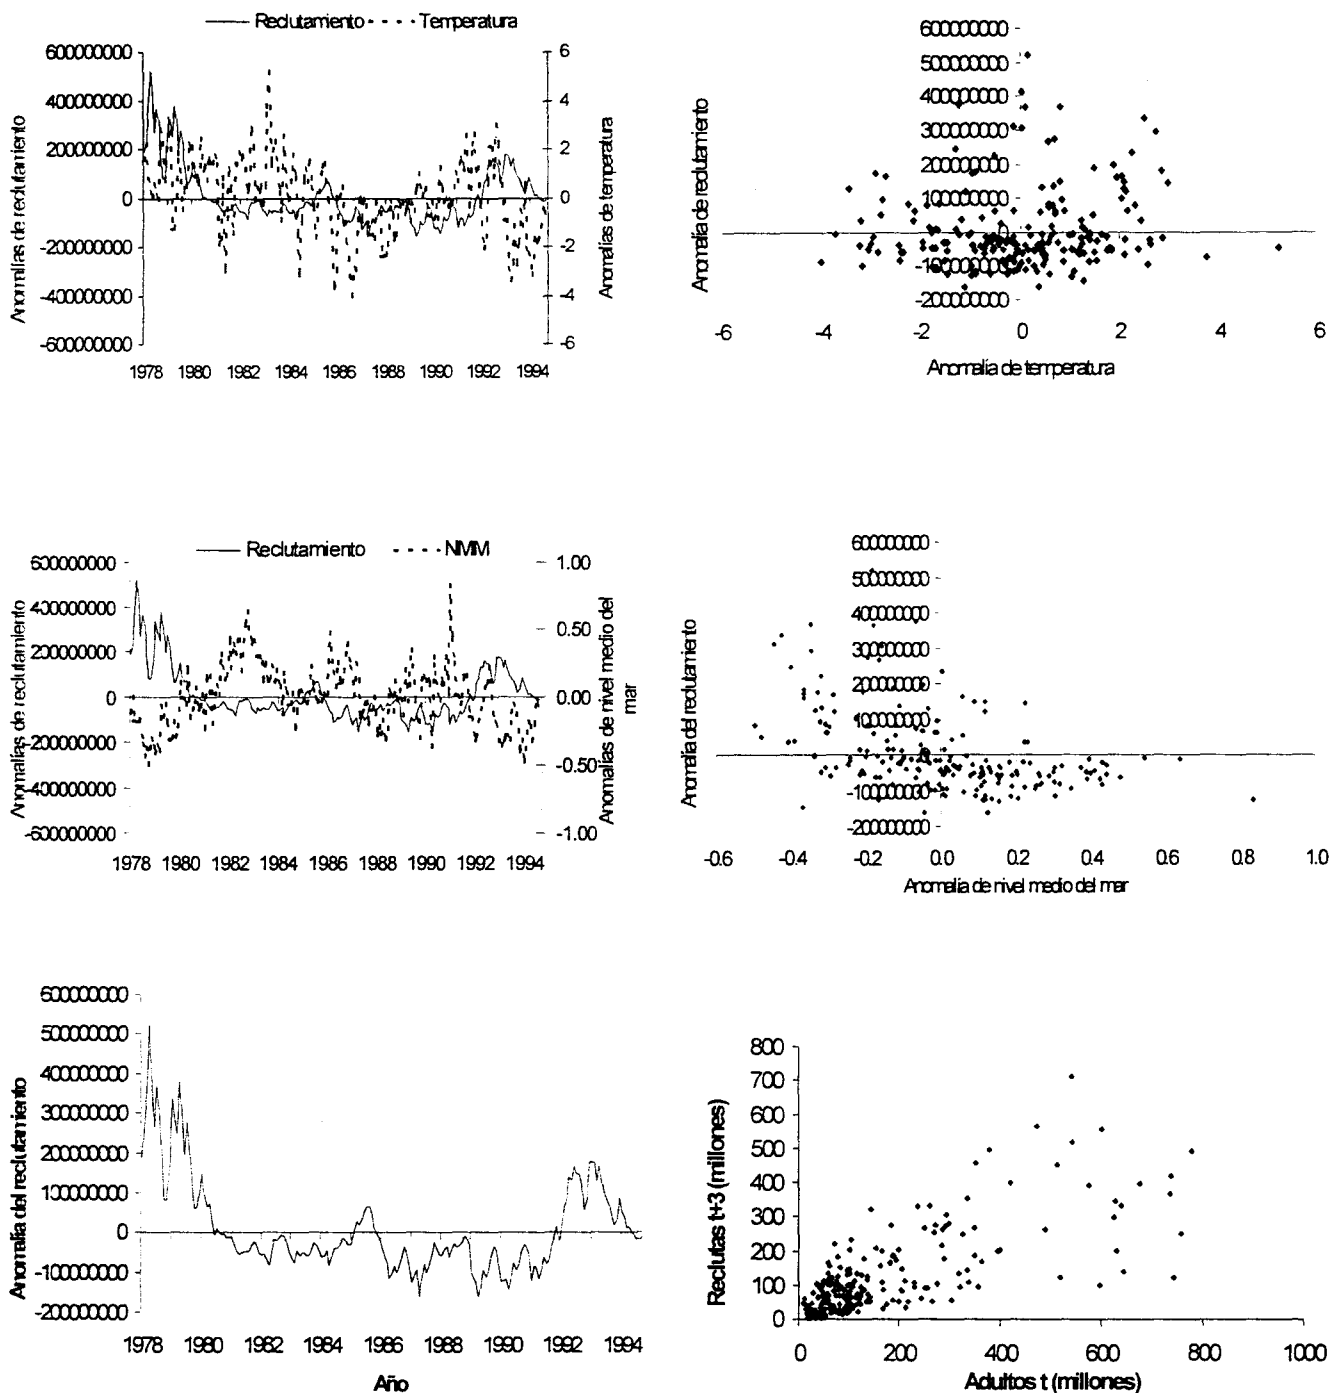 Reclutamiento Temperatura
600000000
400000000
200000000
0
-200000000
-400000000
-600000000
Anomalías de reclutamiento
6
4
2
0
-2
-4
-6
Anomalías de temperatura
1978 1980 1982 1984 1986 1988 1990 1992 1994
600000000
500000000
400000000
300000000
200000000
100000000
0
-100000000
-200000000
Anomalía de reclutamiento
-6 -4 -2 0 2 4 6
Anomalía de temperatura
Reclutamiento NMM
600000000
400000000
200000000
0
-200000000
-400000000
-600000000
Anomalías de reclutamiento
1.00
0.50
0.00
-0.50
-1.00
Anomalías de nivel medio del
mar
1978 1980 1982 1984 1986 1988 1990 1992 1994
600000000
500000000
400000000
300000000
200000000
100000000
0
-100000000
-200000000
Anomalía del reclutamiento
-0.6 -0.4 -0.2 0.0 0.2 0.4 0.6 0.8 1.0
Anomalía de nivel medio del mar
600000000
500000000
400000000
300000000
200000000
100000000
0
-100000000
-200000000
Anomalía del reclutamiento
1978 1980 1982 1984 1986 1988 1990 1992 1994
Año
800
700
600
500
400
300
200
100
0
Reclutas t+3 (millones)
0 200 400 600 800 1000
Adultos t (millones)